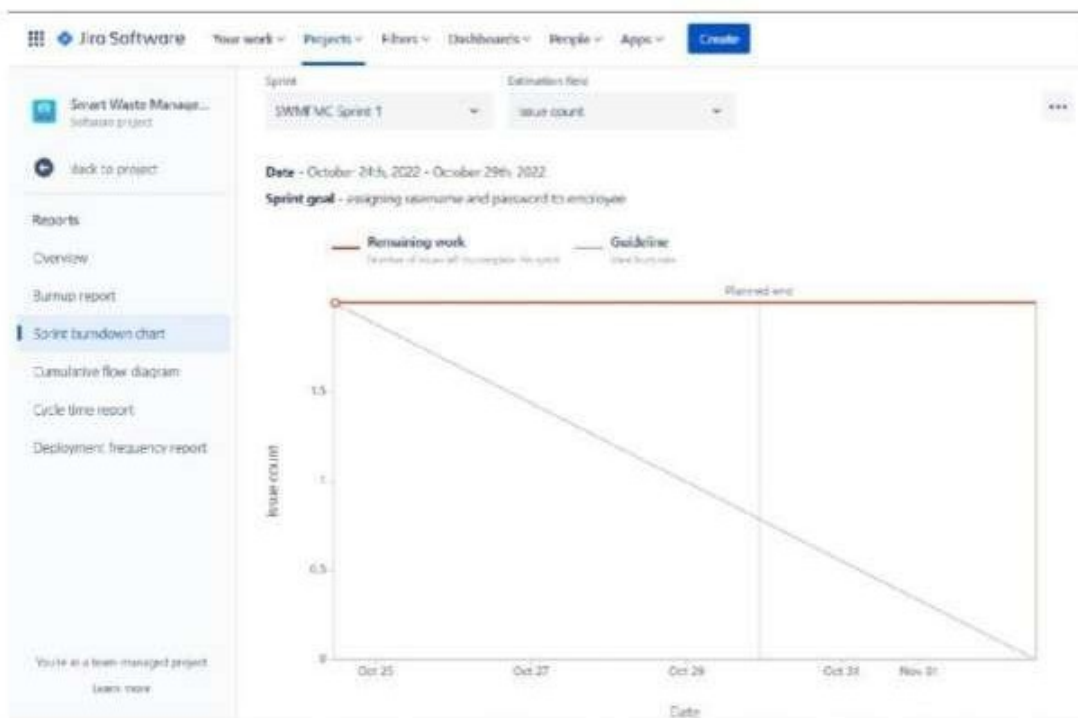 Jira Software Your work Projects Filters Dashboards People Apps Create
Sprint Estimation field
Smart Waste Manage...
Software project
SWMFMC Sprint 1 Issue count
Back to project
Date - October 24th, 2022 - October 29th, 2022
Sprint goal - assigning username and password to employee
Reports
Remaining work Guideline
Overview
Burnup report
Planned end
Sprint burndown chart
Cumulative flow diagram
1.5
Cycle time report
Deployment frequency report
Issue count
1
0.5
0
You're in a team-managed project
Learn more
Oct 25 Oct 27 Oct 29 Oct 31 Nov 01
Date